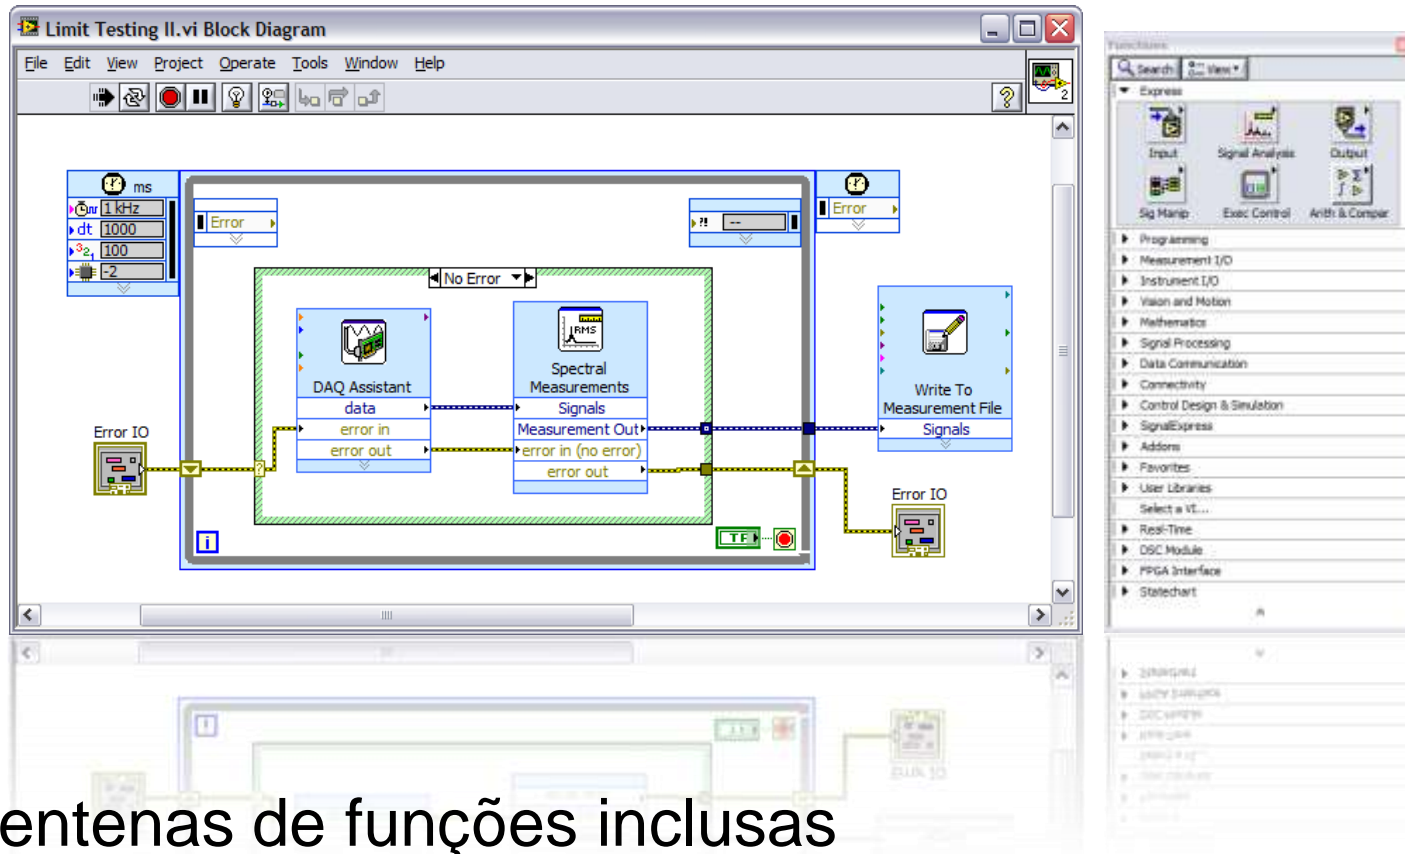 Limit Testing II.vi Block Diagram
File Edit View Project Operate Tools Window Help
2
ms
1 kHz
dt 1000
100
-2
Error
?! --
Error
No Error
RMS
DAQ Assistant
data
error in
error out
Spectral
Measurements
Signals
Measurement Out
error in (no error)
error out
Write To
Measurement File
Signals
Error IO
Error IO
?
i
TF
Functions
Search View
Express
Input Signal Analysis Output
Sig Manip Exec Control Arith & Compar
Programming
Measurement I/O
Instrument I/O
Vision and Motion
Mathematics
Signal Processing
Data Communication
Connectivity
Control Design & Simulation
SignalExpress
Addons
Favorites
User Libraries
Select a VI...
Real-Time
DSC Module
FPGA Interface
Statechart
entenas de funções inclusas